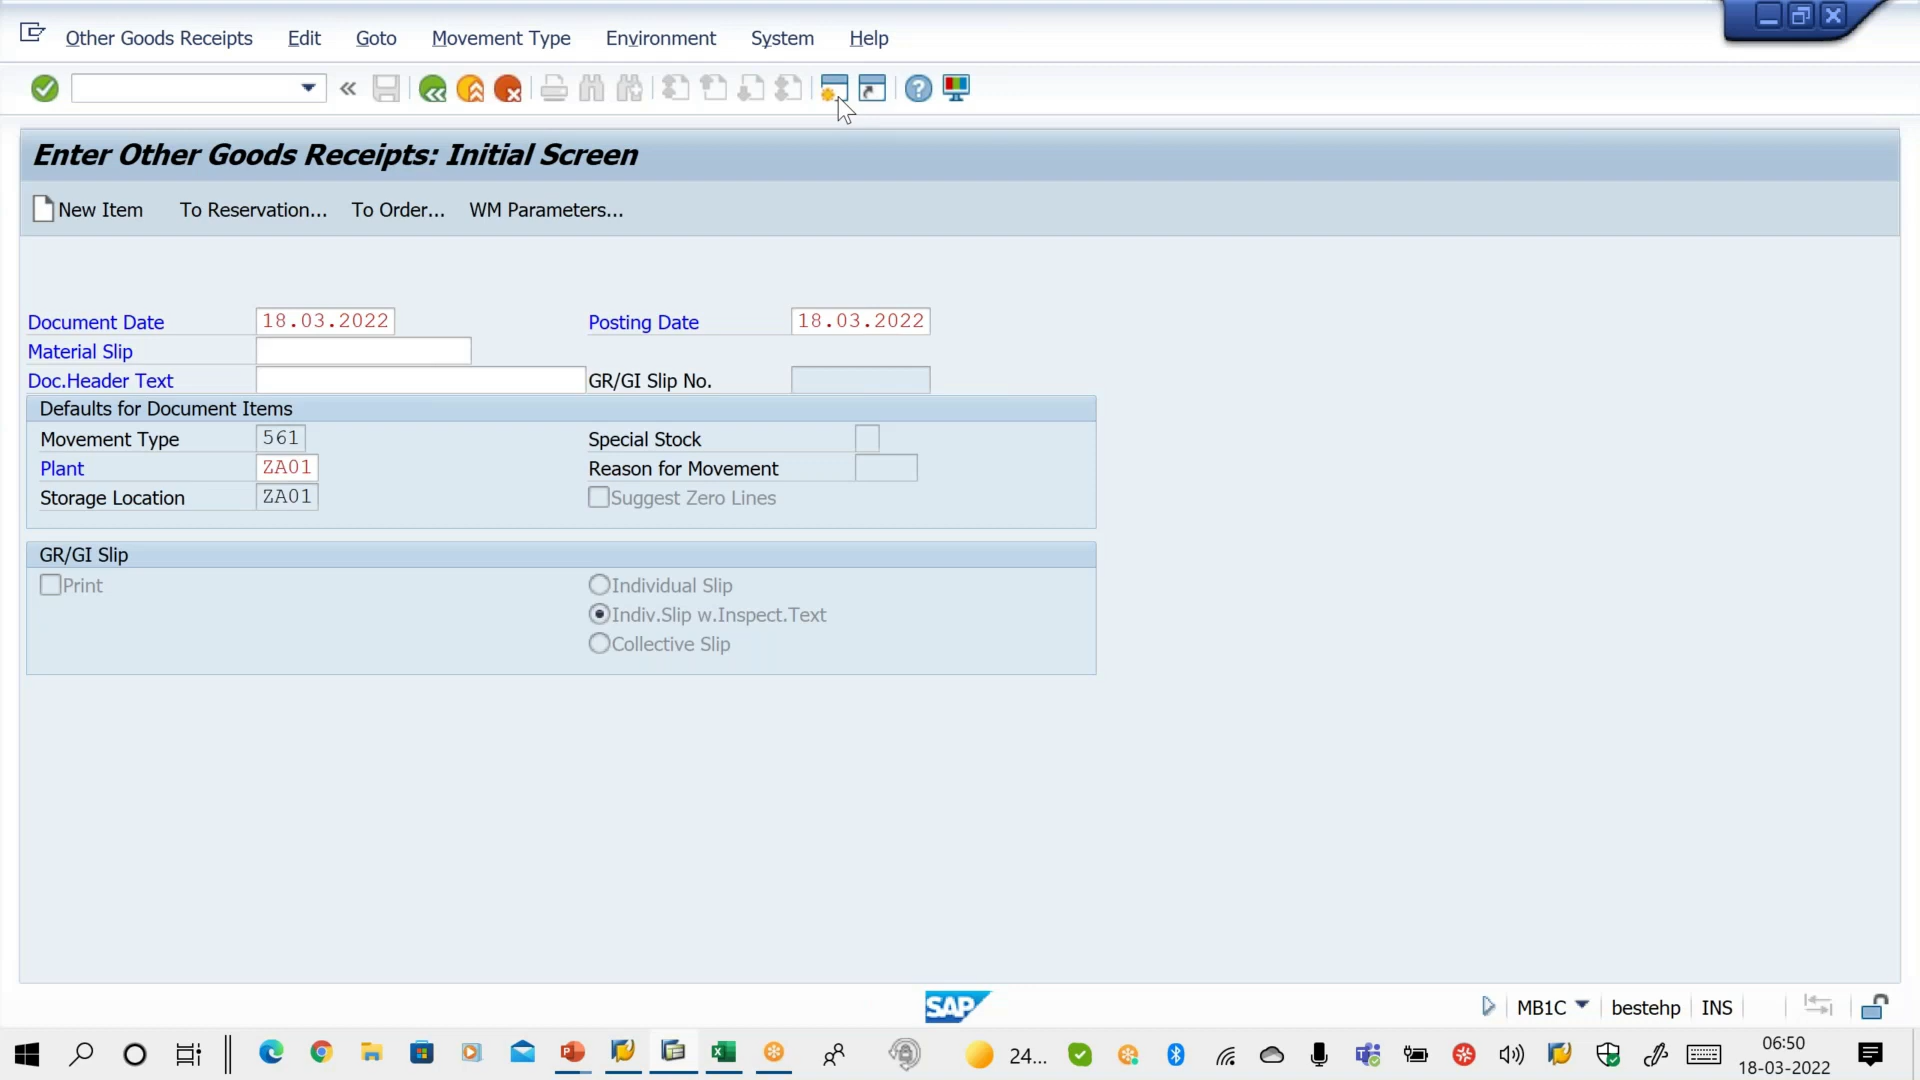 Other Goods Receipts Edit Goto Movement Type Environment System Help
Enter Other Goods Receipts: Initial Screen
New Item To Reservation... To Order... WM Parameters...
Document Date 18.03.2022 Posting Date 18.03.2022
Material Slip
Doc.Header Text GR/GI Slip No.
Defaults for Document Items
Movement Type 561 Special Stock
Plant ZA01 Reason for Movement
Storage Location ZA01 Suggest Zero Lines
GR/GI Slip
Print Individual Slip
Indiv.Slip w.Inspect.Text
Collective Slip
SAP MB1C bestehp INS
24... 06:50
18-03-2022